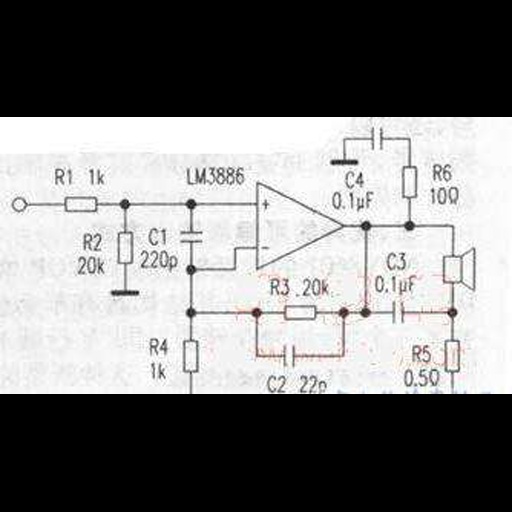 R1 1k
LM3886
+
C4
0.1μF
R6
10Ω
R2
20k
C1
220p
−
C3
0.1μF
R3 20k
R4
1k
C2 22p
R5
0.5Ω